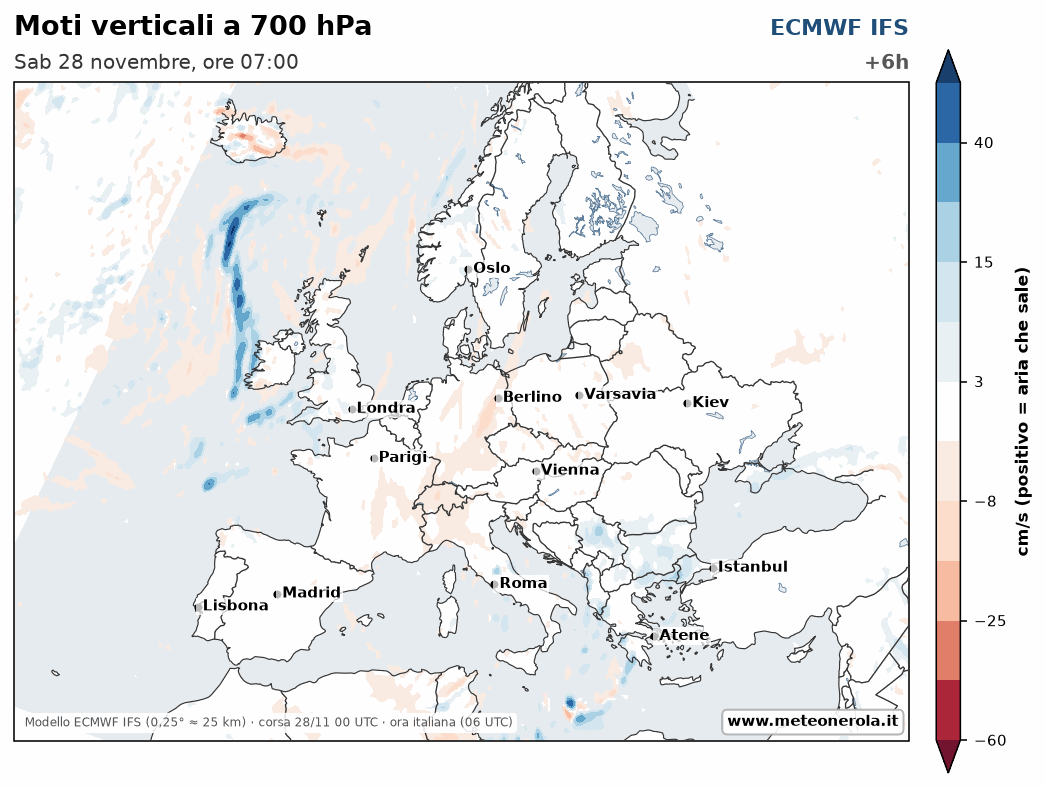 Moti verticali a 700 hPa
ECMWF IFS
Sab 28 novembre, ore 07:00
+6h
40
15
3
−8
−25
−60
cm/s (positivo = aria che sale)
Oslo
Berlino
Varsavia
Kiev
Londra
Parigi
Vienna
Istanbul
Roma
Madrid
Lisbona
Atene
Modello ECMWF IFS (0,25° ≈ 25 km) · corsa 28/11 00 UTC · ora italiana (06 UTC)
www.meteonerola.it